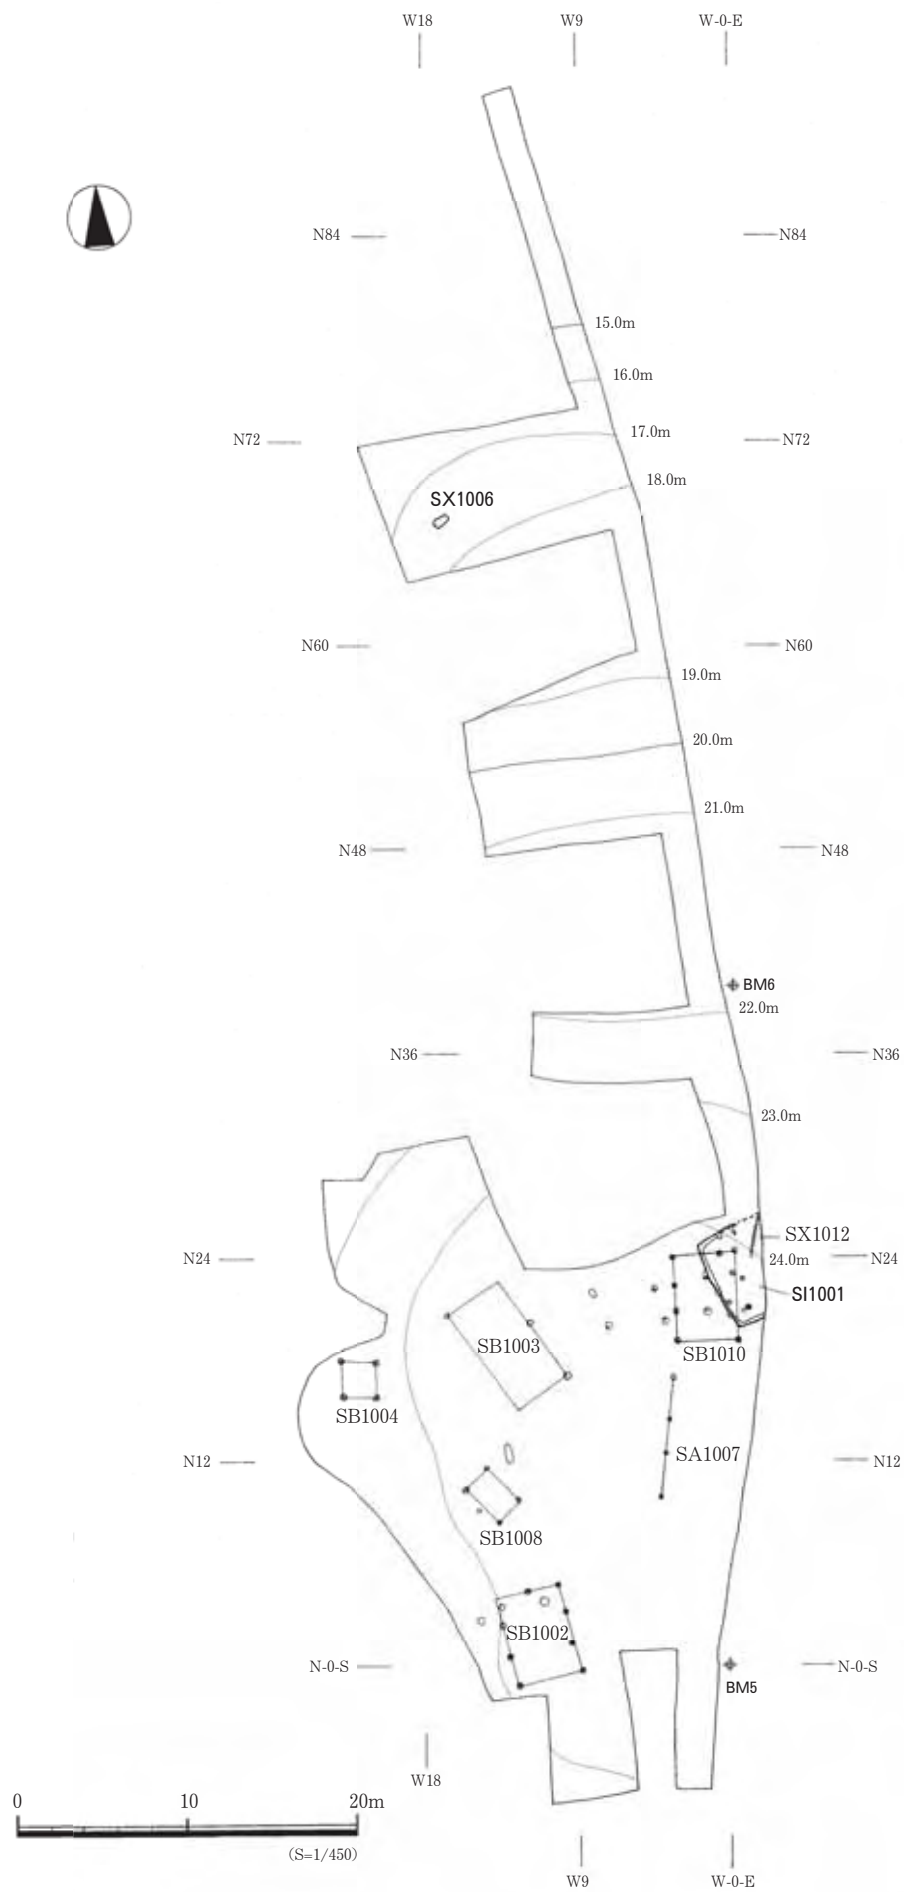 W18 W9 W-0-E
N84 N84
15.0m
16.0m
17.0m
N72 N72
18.0m
SX1006
N60 N60
19.0m
20.0m
21.0m
N48 N48
BM6
22.0m
N36 N36
23.0m
SX1012
N24 24.0m N24
SI1001
SB1003
SB1010
SB1004
SA1007
N12 N12
SB1008
SB1002
N-0-S N-0-S
BM5
W18
0 10 20m
(S=1/450)
W9 W-0-E